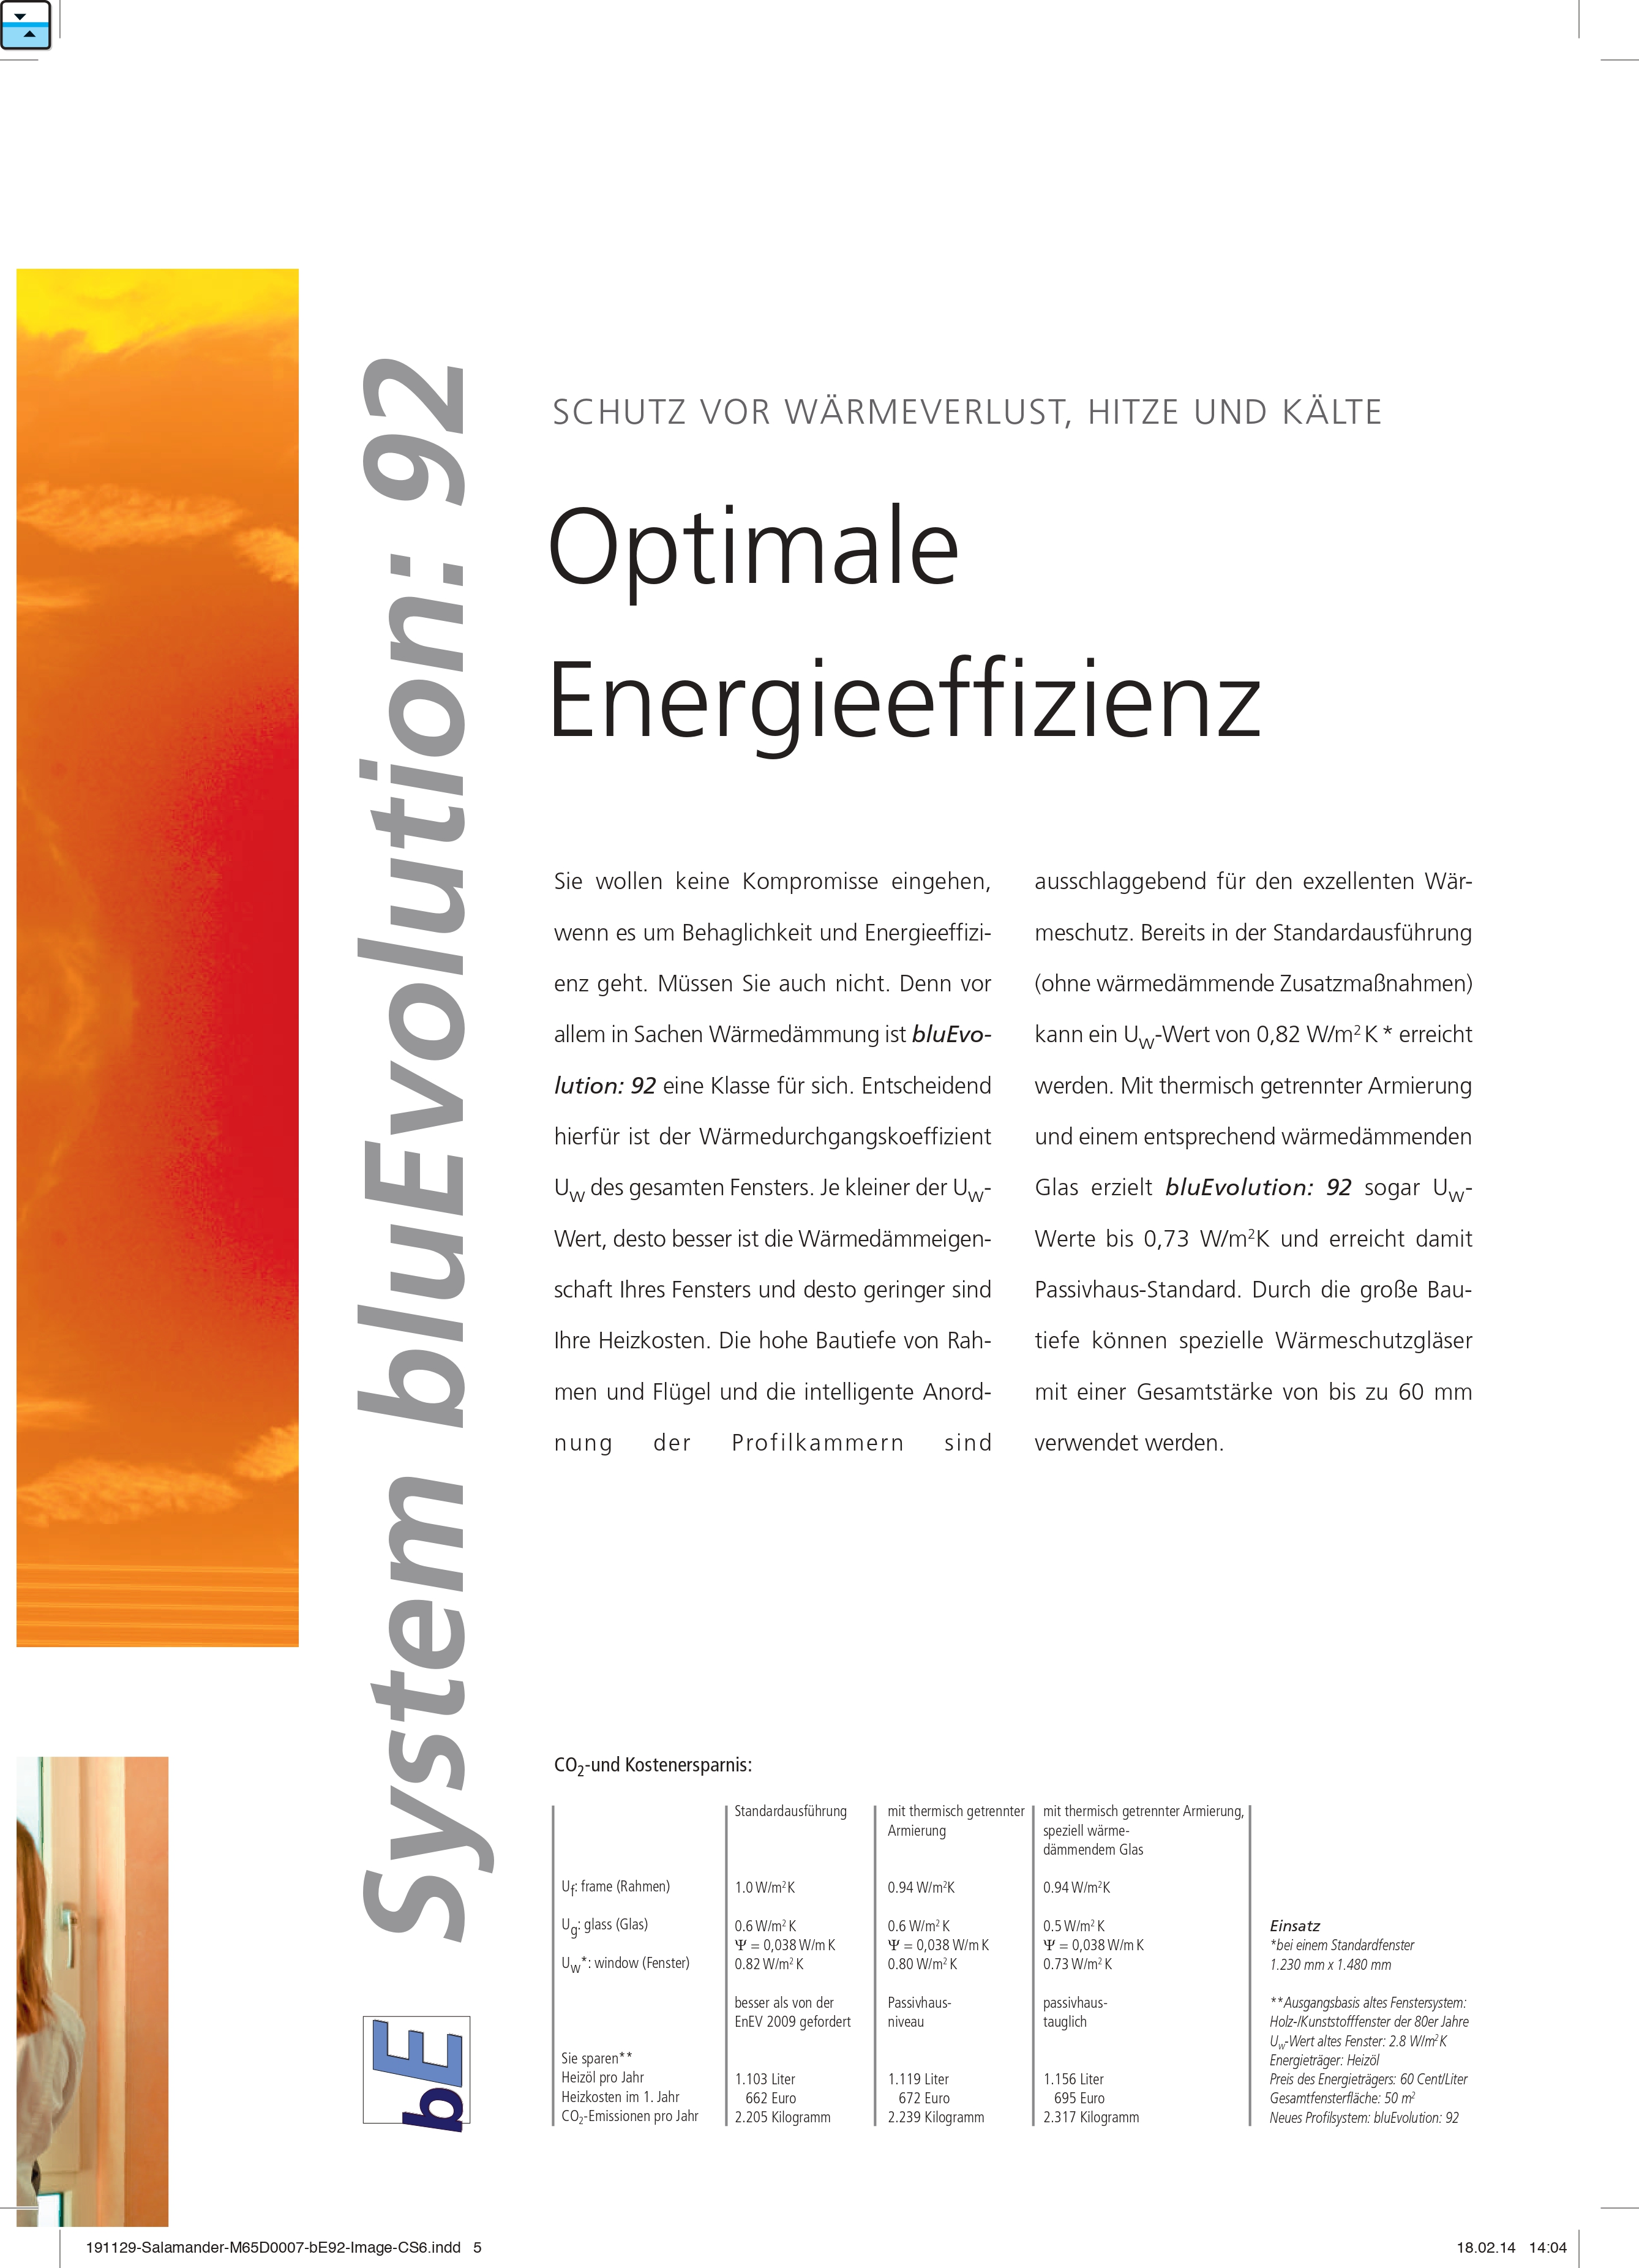 SCHUTZ VOR WÄRMEVERLUST, HITZE UND KÄLTE
Optimale
Energieeffizienz
System bluEvolution: 92
Sie wollen keine Kompromisse eingehen,
wenn es um Behaglichkeit und Energieeffizi-
enz geht. Müssen Sie auch nicht. Denn vor
allem in Sachen Wärmedämmung ist bluEvo-
lution: 92 eine Klasse für sich. Entscheidend
hierfür ist der Wärmedurchgangskoeffizient
UW des gesamten Fensters. Je kleiner der UW-
Wert, desto besser ist die Wärmedämmeigen-
schaft Ihres Fensters und desto geringer sind
Ihre Heizkosten. Die hohe Bautiefe von Rah-
men und Flügel und die intelligente Anord-
nung der Profilkammern sind
ausschlaggebend für den exzellenten Wär-
meschutz. Bereits in der Standardausführung
(ohne wärmedämmende Zusatzmaßnahmen)
kann ein UW-Wert von 0,82 W/m² K * erreicht
werden. Mit thermisch getrennter Armierung
und einem entsprechend wärmedämmenden
Glas erzielt bluEvolution: 92 sogar UW-
Werte bis 0,73 W/m²K und erreicht damit
Passivhaus-Standard. Durch die große Bau-
tiefe können spezielle Wärmeschutzgläser
mit einer Gesamtstärke von bis zu 60 mm
verwendet werden.
CO₂-und Kostenersparnis:
Standardausführung mit thermisch getrennter mit thermisch getrennter Armierung,
Armierung speziell wärme-
dämmendem Glas
Uf: frame (Rahmen) 1.0 W/m²K 0.94 W/m²K 0.94 W/m²K
Ug: glass (Glas) 0.6 W/m² K 0.6 W/m² K 0.5 W/m² K
Ψ = 0,038 W/m K Ψ = 0,038 W/m K Ψ = 0,038 W/m K
UW*: window (Fenster) 0.82 W/m² K 0.80 W/m² K 0.73 W/m² K
besser als von der Passivhaus- passivhaus-
EnEV 2009 gefordert niveau tauglich
Sie sparen**
Heizöl pro Jahr 1.103 Liter 1.119 Liter 1.156 Liter
Heizkosten im 1. Jahr 662 Euro 672 Euro 695 Euro
CO₂-Emissionen pro Jahr 2.205 Kilogramm 2.239 Kilogramm 2.317 Kilogramm
Einsatz
*bei einem Standardfenster
1.230 mm x 1.480 mm
**Ausgangsbasis altes Fenstersystem:
Holz-/Kunststofffenster der 80er Jahre
Uw-Wert altes Fenster: 2.8 W/m²K
Energieträger: Heizöl
Preis des Energieträgers: 60 Cent/Liter
Gesamtfensterfläche: 50 m²
Neues Profilsystem: bluEvolution: 92
bE
191129-Salamander-M65D0007-bE92-Image-CS6.indd 5
18.02.14 14:04